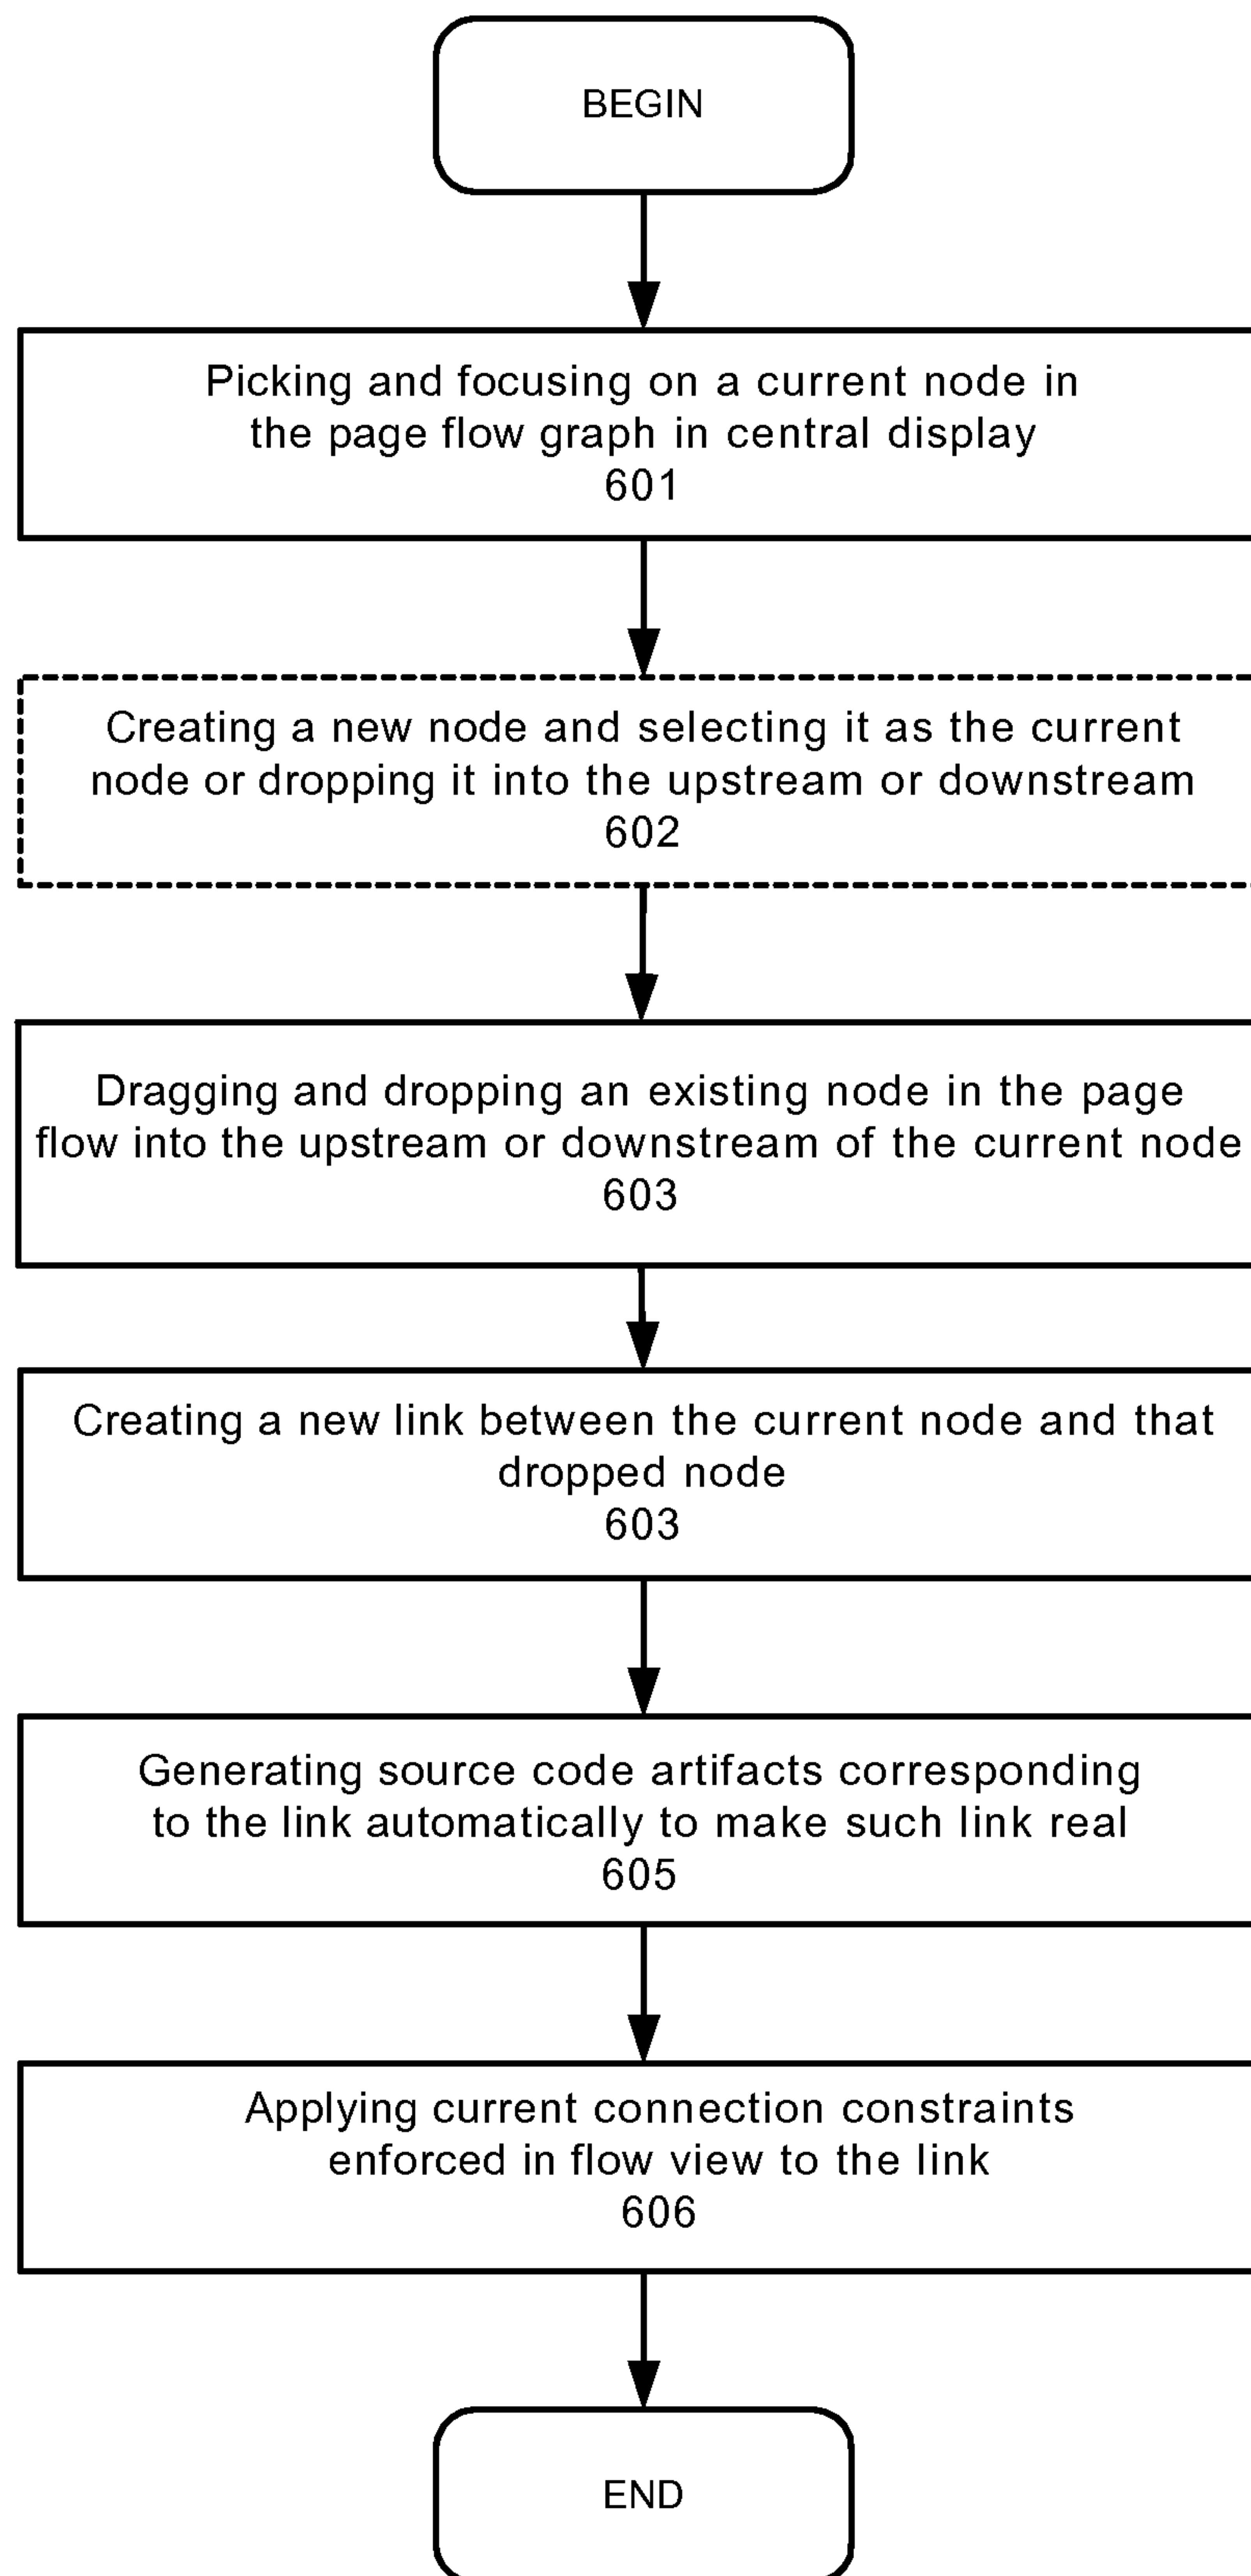 BEGIN
Picking and focusing on a current node in
the page flow graph in central display
601
Creating a new node and selecting it as the current
node or dropping it into the upstream or downstream
602
Dragging and dropping an existing node in the page
flow into the upstream or downstream of the current node
603
Creating a new link between the current node and that
dropped node
603
Generating source code artifacts corresponding
to the link automatically to make such link real
605
Applying current connection constraints
enforced in flow view to the link
606
END